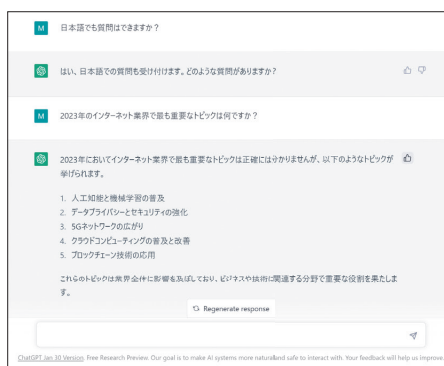 M 日本語でも質問はできますか？
はい、日本語での質問も受け付けます。どのような質問がありますか？
M 2023年のインターネット業界で最も重要なトピックは何ですか？
2023年においてインターネット業界で最も重要なトピックは正確には分かりませんが、以下のようなトピックが
挙げられます。
1. 人工知能と機械学習の普及
2. データプライバシーとセキュリティの強化
3. 5Gネットワークの広がり
4. クラウドコンピューティングの普及と改善
5. ブロックチェーン技術の応用
これらのトピックは業界全体に影響を及ぼしており、ビジネスや技術に関連する分野で重要な役割を果たしま
す。
Regenerate response
ChatGPT Jan 30 Version. Free Research Preview. Our goal is to make AI systems more natural and safe to interact with. Your feedback will help us improve.